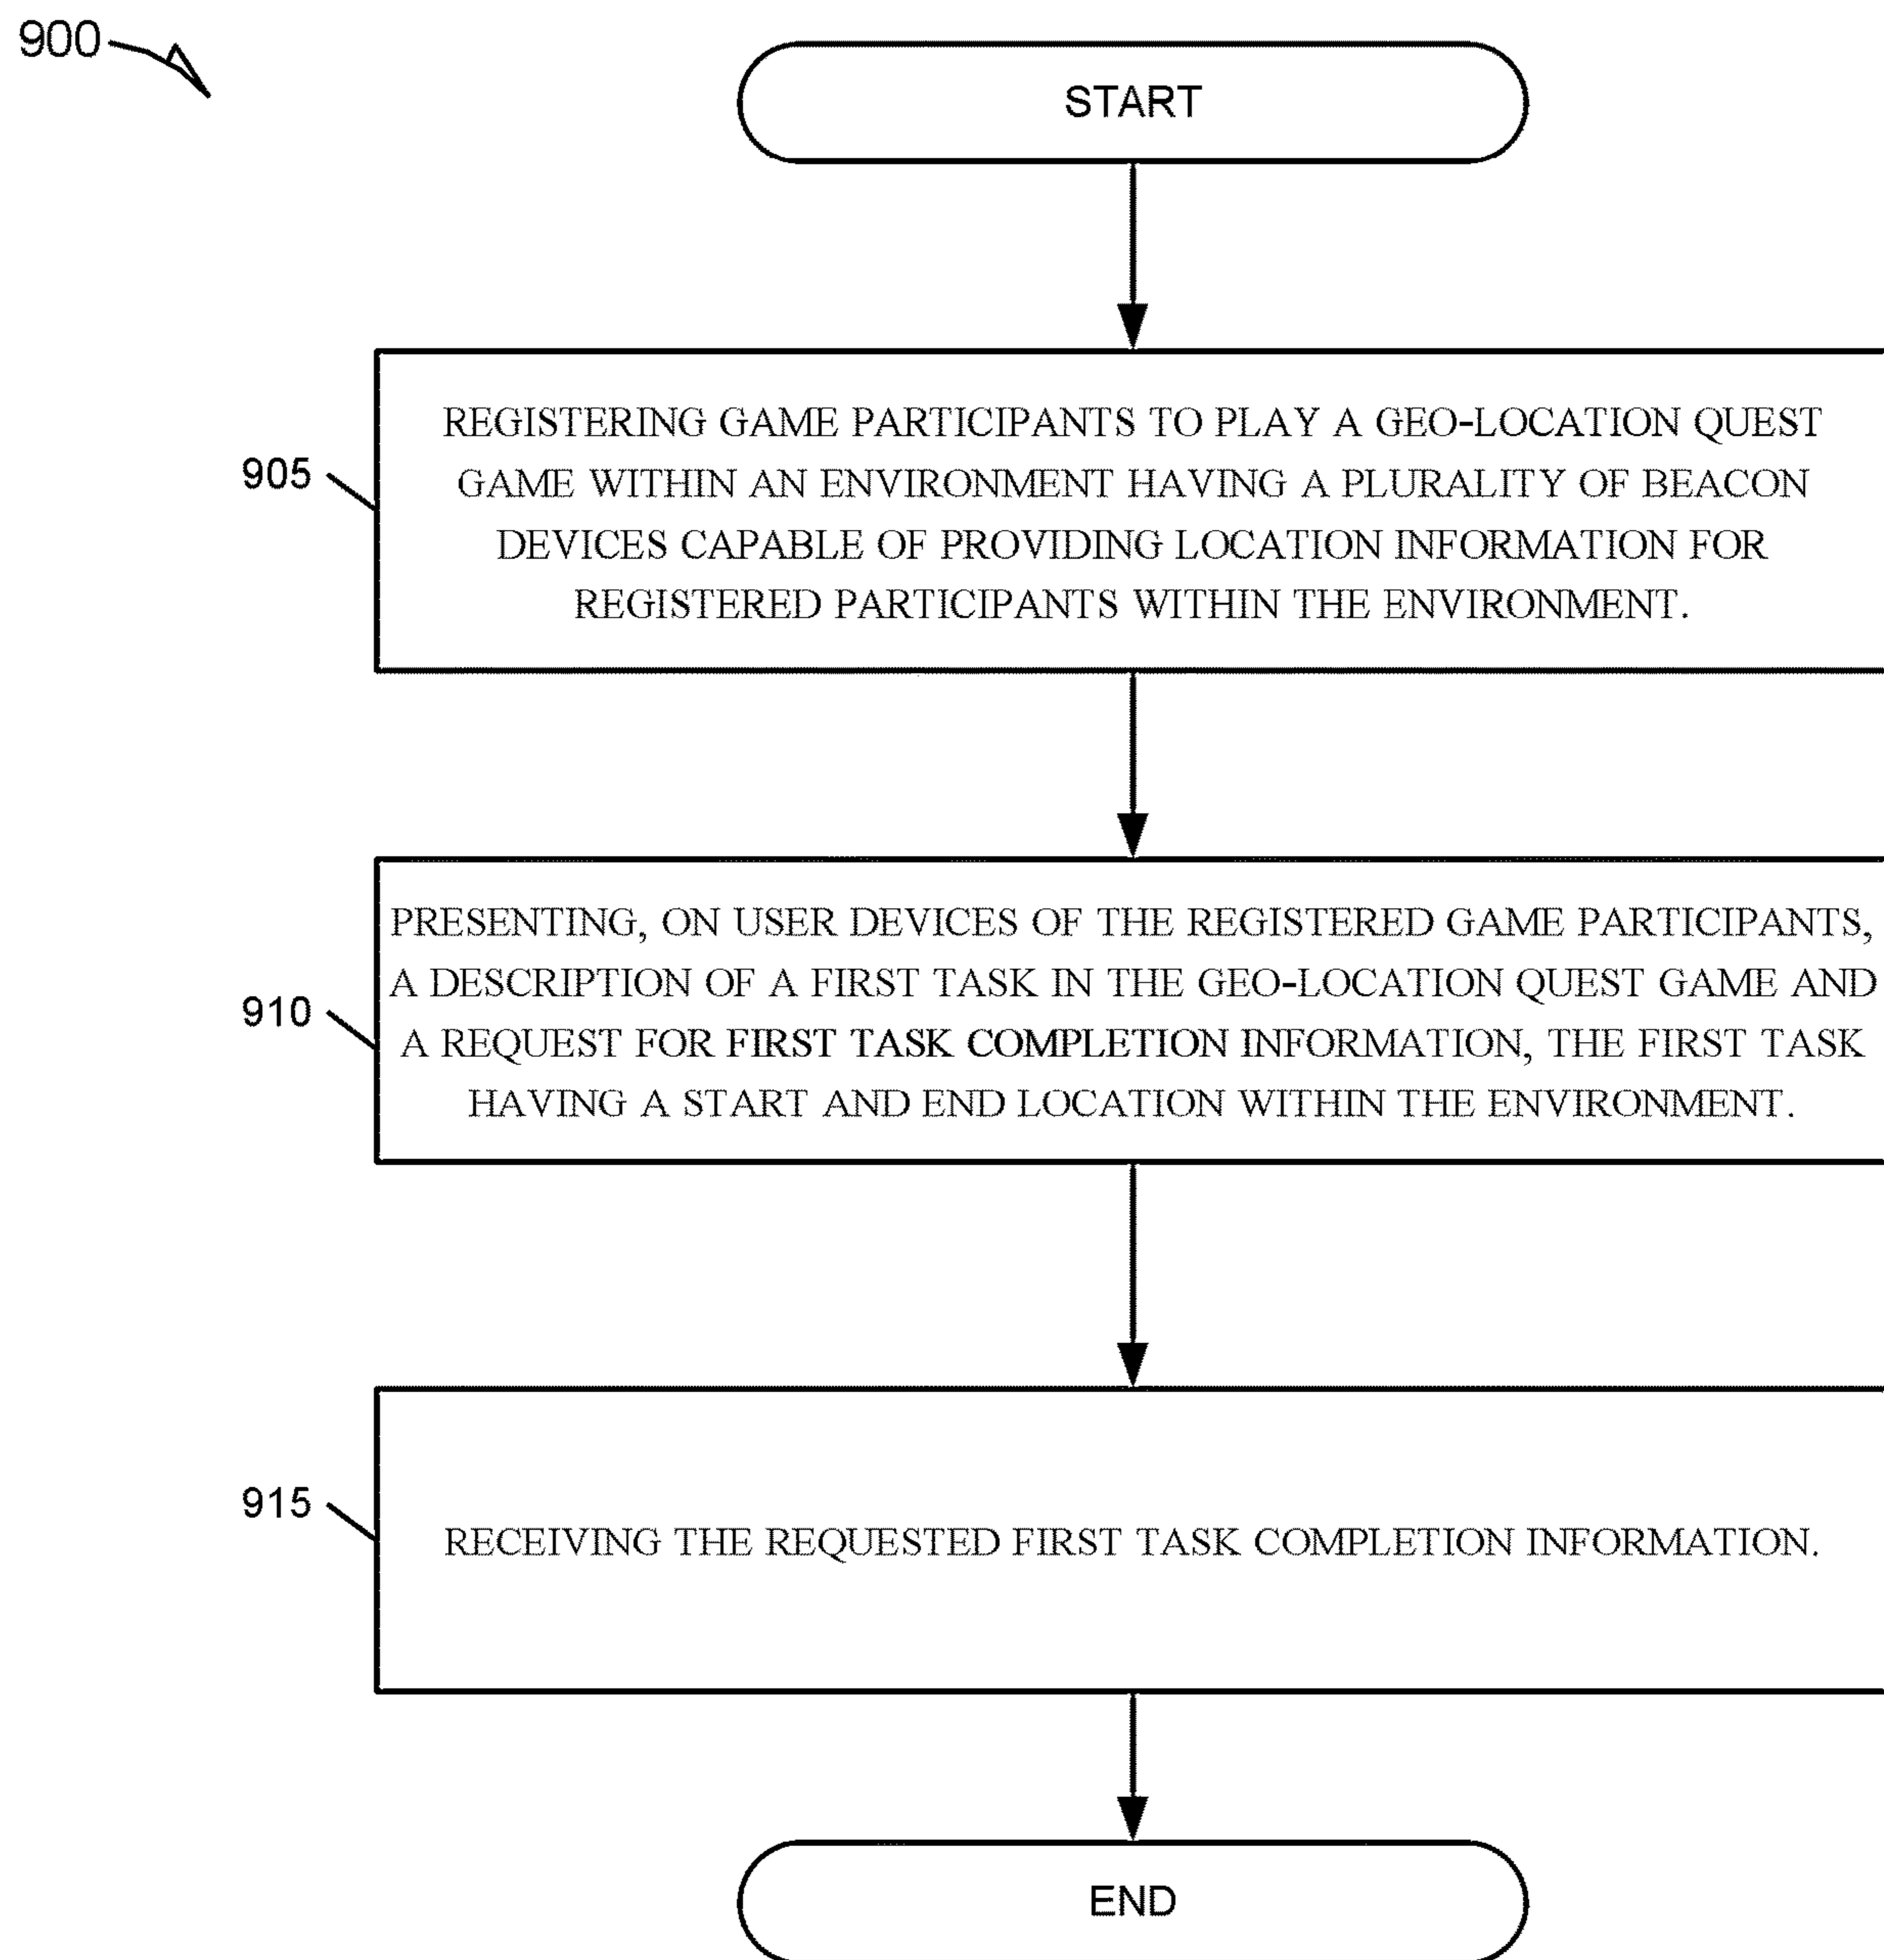 900
START
905
REGISTERING GAME PARTICIPANTS TO PLAY A GEO-LOCATION QUEST
GAME WITHIN AN ENVIRONMENT HAVING A PLURALITY OF BEACON
DEVICES CAPABLE OF PROVIDING LOCATION INFORMATION FOR
REGISTERED PARTICIPANTS WITHIN THE ENVIRONMENT.
910
PRESENTING, ON USER DEVICES OF THE REGISTERED GAME PARTICIPANTS,
A DESCRIPTION OF A FIRST TASK IN THE GEO-LOCATION QUEST GAME AND
A REQUEST FOR FIRST TASK COMPLETION INFORMATION, THE FIRST TASK
HAVING A START AND END LOCATION WITHIN THE ENVIRONMENT.
915
RECEIVING THE REQUESTED FIRST TASK COMPLETION INFORMATION.
END